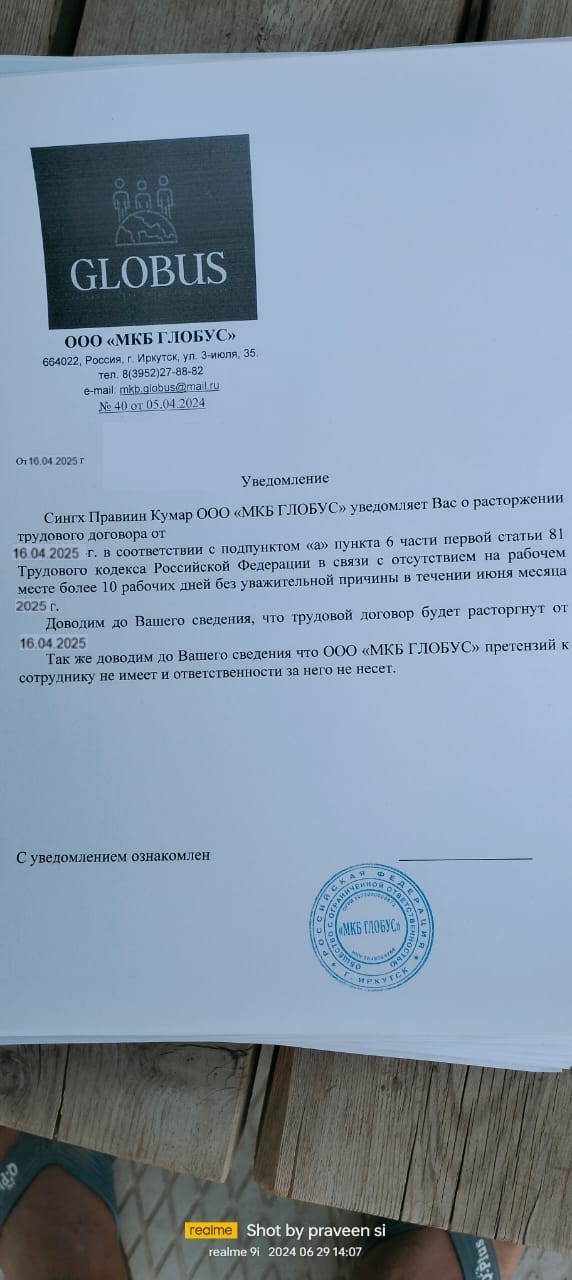 GLOBUS
ООО «МКБ ГЛОБУС»
664022, Россия, г. Иркутск, ул. 3-июля, 35.
тел. 8(3952)27-88-82
e-mail: mkb.globus@mail.ru
№ 40 от 05.04.2024
От 16.04.2025 г
Уведомление
Сингх Правиин Кумар ООО «МКБ ГЛОБУС» уведомляет Вас о расторжении
трудового договора от
16.04.2025 г. в соответствии с подпунктом «а» пункта 6 части первой статьи 81
Трудового кодекса Российской Федерации в связи с отсутствием на рабочем
месте более 10 рабочих дней без уважительной причины в течении июня месяца
2025 г.
Доводим до Вашего сведения, что трудовой договор будет расторгнут от
16.04.2025
Так же доводим до Вашего сведения что ООО «МКБ ГЛОБУС» претензий к
сотруднику не имеет и ответственности за него не несет.
С уведомлением ознакомлен
РОССИЙСКАЯ ФЕДЕРАЦИЯ
ОБЩЕСТВО С ОГРАНИЧЕННОЙ ОТВЕТСТВЕННОСТЬЮ
«МКБ ГЛОБУС»
Г. ИРКУТСК
realme Shot by praveen si
realme 9i 2024 06 29 14:07